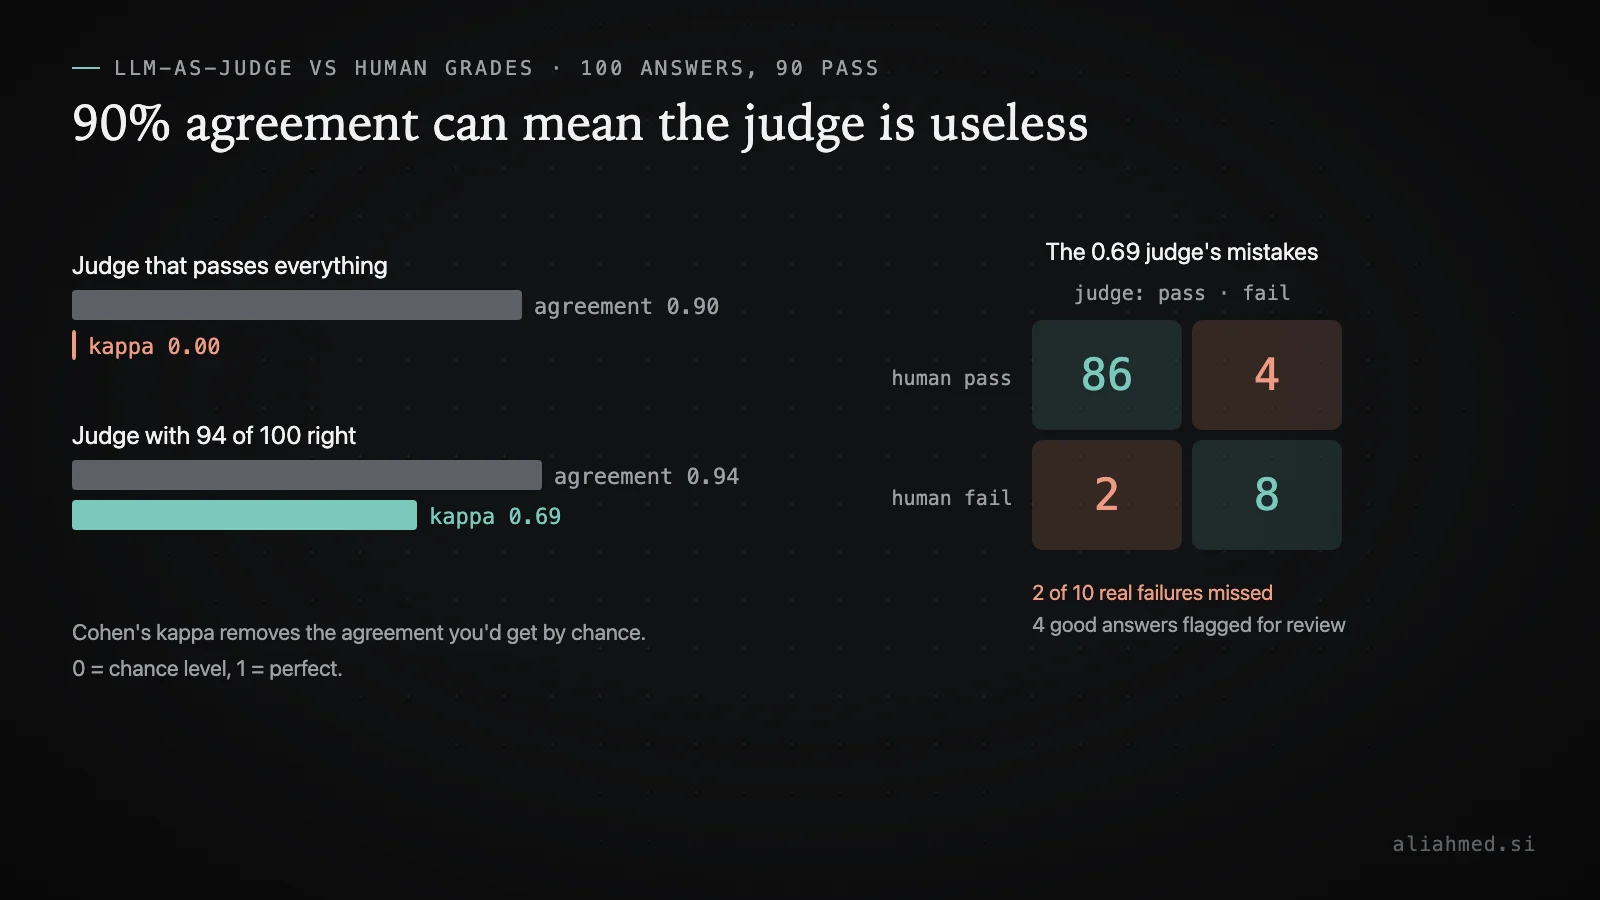 LLM-AS-JUDGE VS HUMAN GRADES · 100 ANSWERS, 90 PASS
90% agreement can mean the judge is useless
Judge that passes everything
agreement 0.90
kappa 0.00
Judge with 94 of 100 right
agreement 0.94
kappa 0.69
Cohen's kappa removes the agreement you'd get by chance.
0 = chance level, 1 = perfect.
The 0.69 judge's mistakes
judge: pass · fail
human pass 86 4
human fail 2 8
2 of 10 real failures missed
4 good answers flagged for review
aliahmed.si